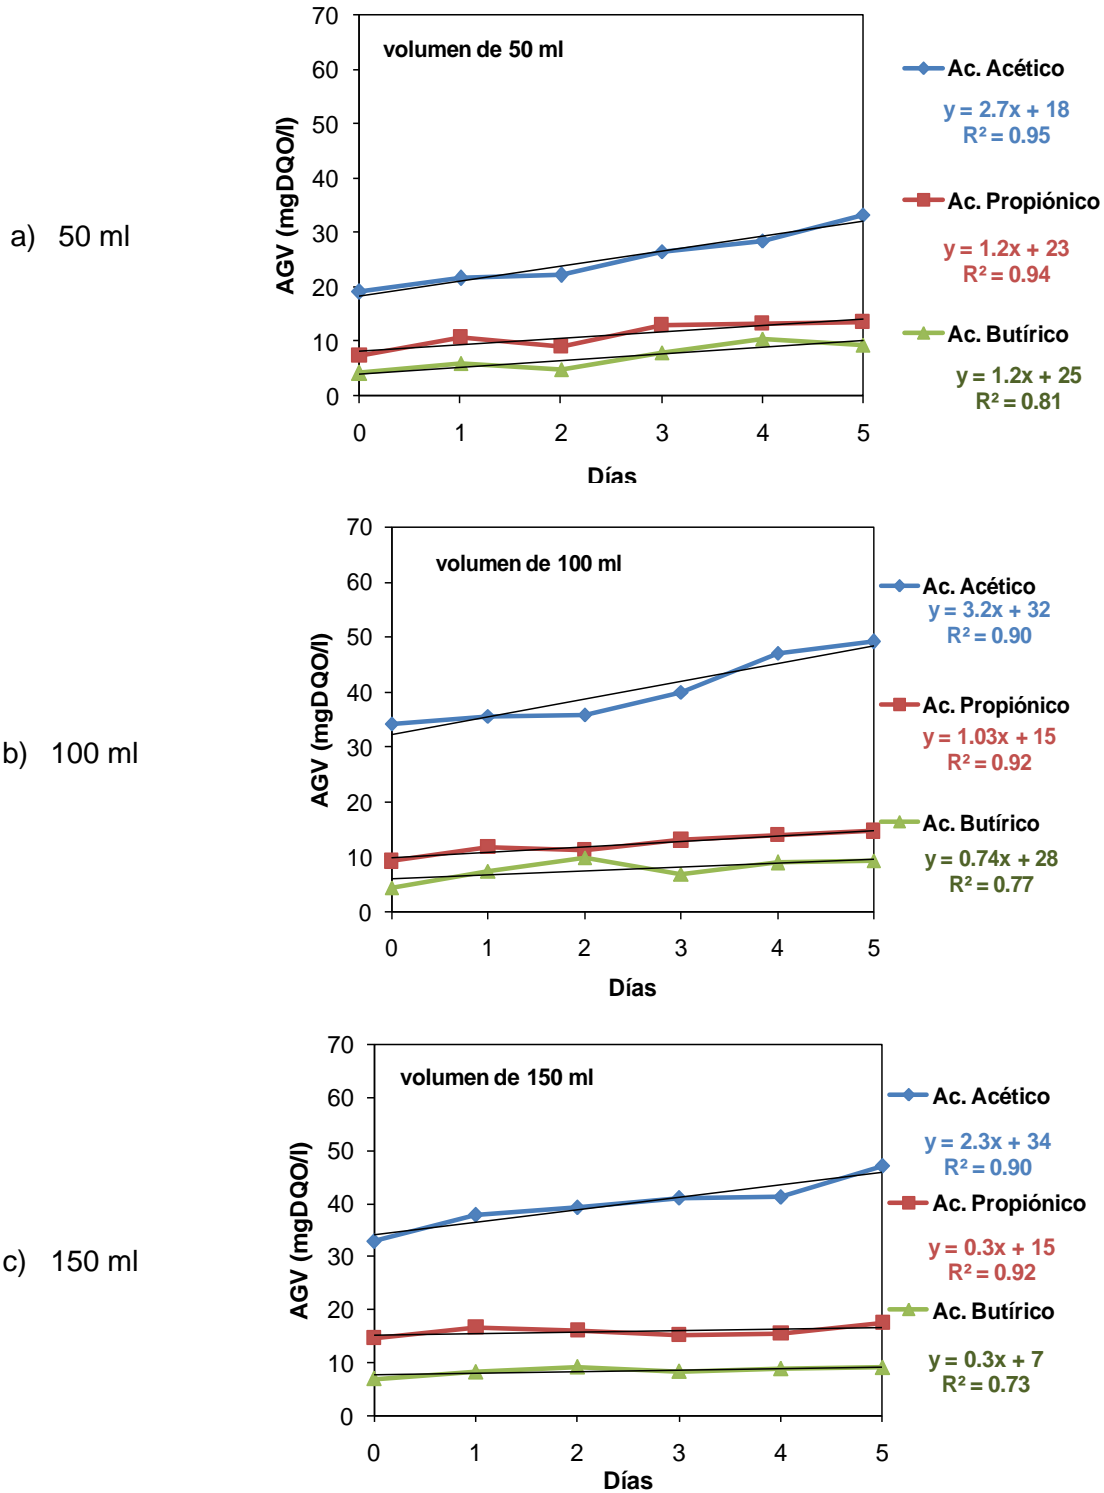 a) 50 ml
volumen de 50 ml
AGV (mgDQO/l)
70
60
50
40
30
20
10
0
0 1 2 3 4 5
Días
Ac. Acético
y = 2.7x + 18
R² = 0.95
Ac. Propiónico
y = 1.2x + 23
R² = 0.94
Ac. Butírico
y = 1.2x + 25
R² = 0.81
b) 100 ml
volumen de 100 ml
AGV (mgDQO/l)
70
60
50
40
30
20
10
0
0 1 2 3 4 5
Días
Ac. Acético
y = 3.2x + 32
R² = 0.90
Ac. Propiónico
y = 1.03x + 15
R² = 0.92
Ac. Butírico
y = 0.74x + 28
R² = 0.77
c) 150 ml
volumen de 150 ml
AGV (mgDQO/l)
70
60
50
40
30
20
10
0
0 1 2 3 4 5
Días
Ac. Acético
y = 2.3x + 34
R² = 0.90
Ac. Propiónico
y = 0.3x + 15
R² = 0.92
Ac. Butírico
y = 0.3x + 7
R² = 0.73